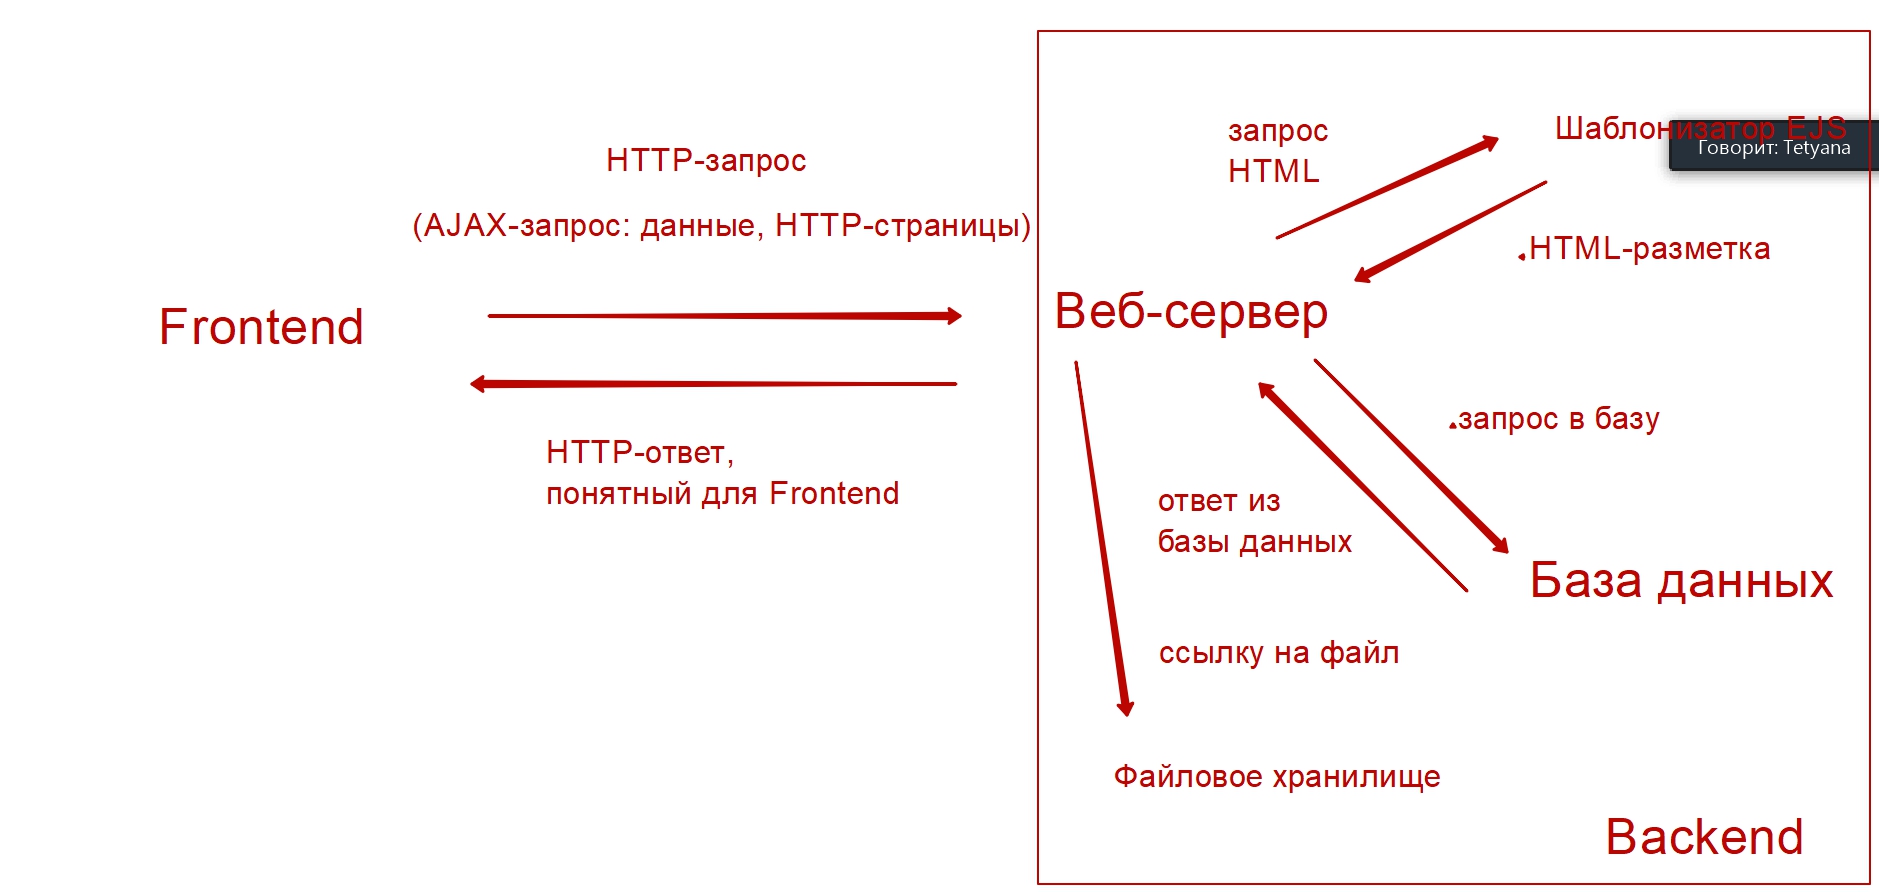 HTTP-запрос
(AJAX-запрос: данные, HTTP-страницы)
Frontend
HTTP-ответ,
понятный для Frontend
запрос
HTML
Шаблонизатор EJS
Говорит: Tetyana
HTML-разметка
Веб-сервер
запрос в базу
ответ из
базы данных
База данных
ссылку на файл
Файловое хранилище
Backend